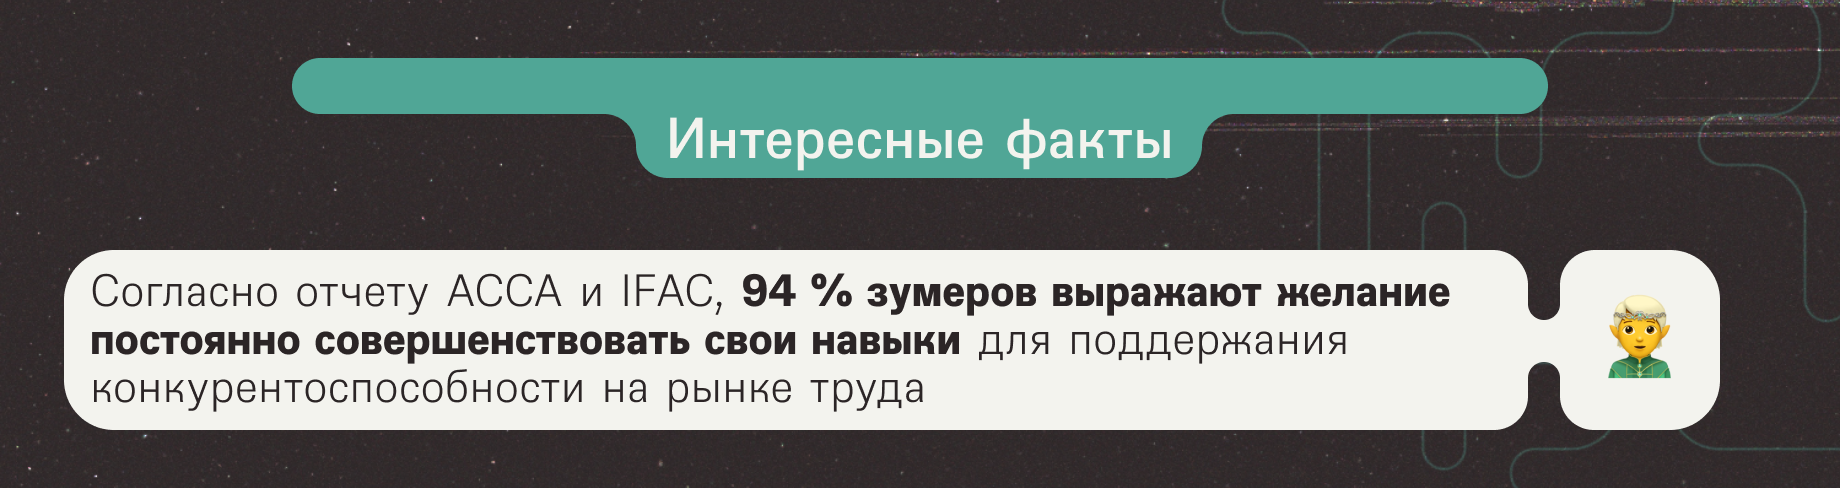 Интересные факты
Согласно отчету ACCA и IFAC, 94 % зумеров выражают желание
постоянно совершенствовать свои навыки для поддержания
конкурентоспособности на рынке труда